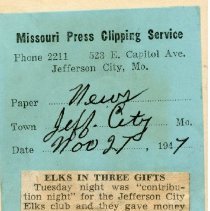 Missouri Press Clipping Service
Phone 2211 523 E. Capitol Ave.
Jefferson City, Mo.
Paper News
Town Jeff. City Mo.
Date Nov 27, 1947
ELKS IN THREE GIFTS
Tuesday night was "contribu-
tion night" for the Jefferson City
Elks club and they gave money